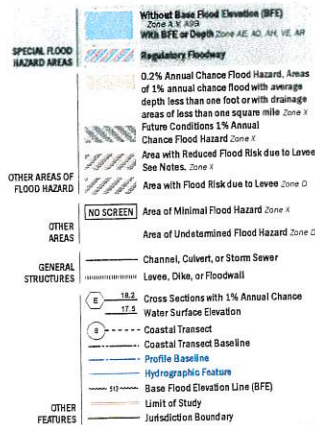 Without Base Flood Elevation (BFE)
Zone A, V, A99
With BFE or Depth Zone AE, AO, AH, VE, AR
SPECIAL FLOOD
HAZARD AREAS
Regulatory Floodway
0.2% Annual Chance Flood Hazard, Areas
of 1% annual chance flood with average
depth less than one foot or with drainage
areas of less than one square mile Zone X
Future Conditions 1% Annual
Chance Flood Hazard Zone X
Area with Reduced Flood Risk due to Levee
See Notes. Zone X
OTHER AREAS OF
FLOOD HAZARD
Area with Flood Risk due to Levee Zone D
NO SCREEN Area of Minimal Flood Hazard Zone X
OTHER
AREAS
Area of Undetermined Flood Hazard Zone D
GENERAL
STRUCTURES
Channel, Culvert, or Storm Sewer
Levee, Dike, or Floodwall
18.2 Cross Sections with 1% Annual Chance
17.5 Water Surface Elevation
8 Coastal Transect
Coastal Transect Baseline
Profile Baseline
Hydrographic Feature
513 Base Flood Elevation Line (BFE)
OTHER
FEATURES
Limit of Study
Jurisdiction Boundary